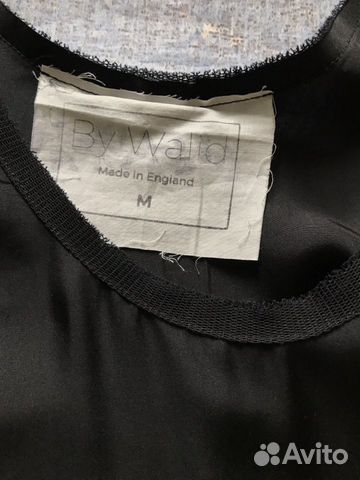 By Walid
Made in England
M
Avito